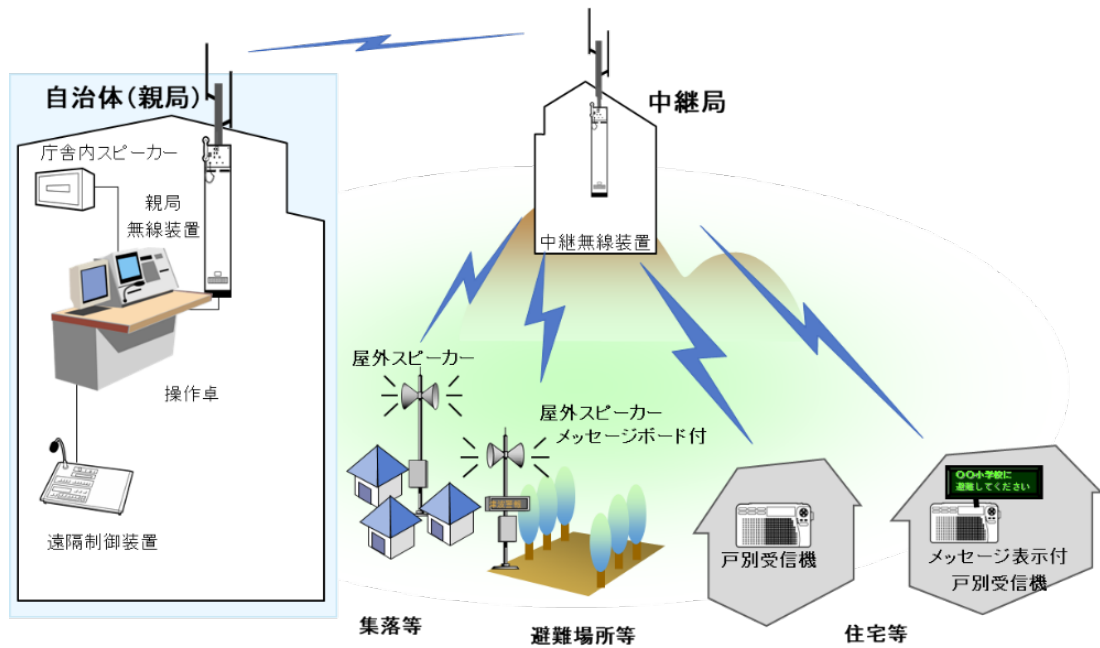 自治体(親局)
庁舎内スピーカー
親局
無線装置
操作卓
遠隔制御装置
中継局
中継無線装置
屋外スピーカー
屋外スピーカー
メッセージボード付
〇〇小学校に
避難してください
戸別受信機
メッセージ表示付
戸別受信機
集落等
避難場所等
住宅等